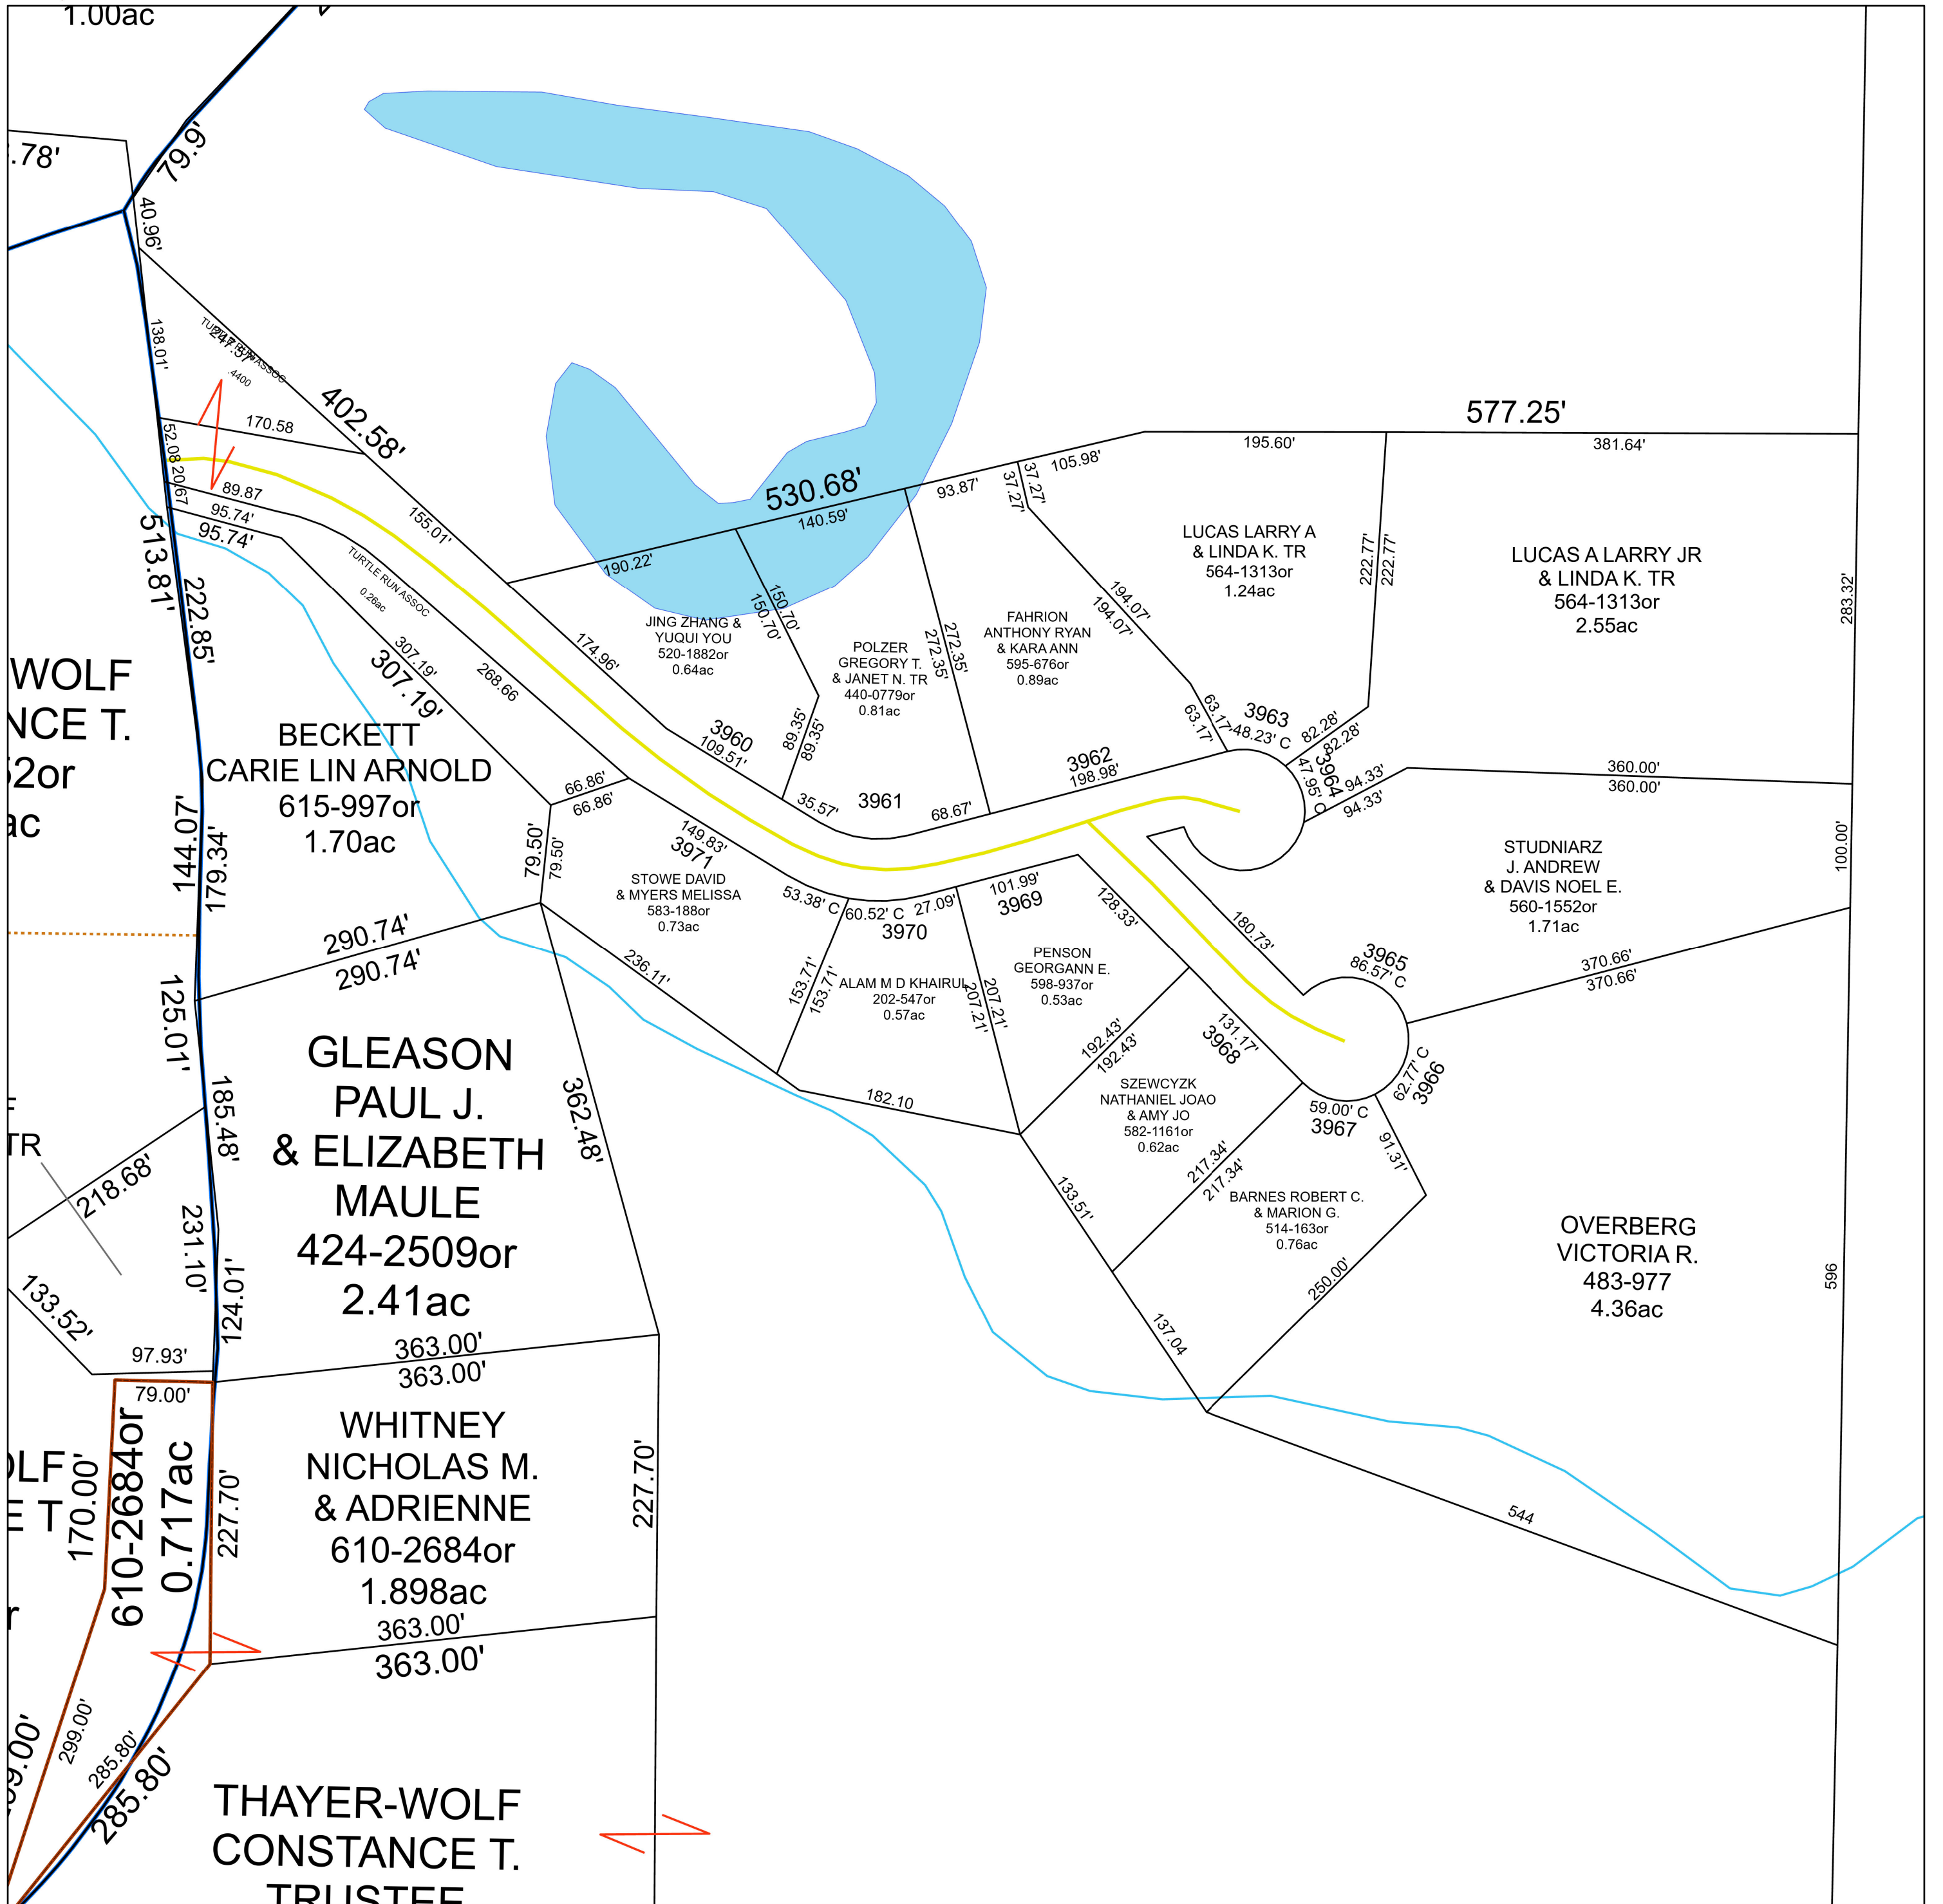 1.00ac
.78'
79.9'
40.96'
138.01'
TURTLE RUN ASSOC
247.57'
.4400
170.58
402.58'
52.08
20.67
89.87
95.74'
95.74'
155.01'
TURTLE RUN ASSOC
0.26ac
513.81'
222.85'
307.19'
307.19'
268.66
174.96'
530.68'
190.22'
140.59'
93.87'
37.27'
37.27'
105.98'
577.25'
195.60'
381.64'
JING ZHANG &
YUQUI YOU
520-1882or
0.64ac
150.70'
150.70'
89.35'
89.35'
POLZER
GREGORY T.
& JANET N. TR
440-0779or
0.81ac
272.35'
272.35'
FAHRION
ANTHONY RYAN
& KARA ANN
595-676or
0.89ac
194.07'
194.07'
63.17'
63.17'
LUCAS LARRY A
& LINDA K. TR
564-1313or
1.24ac
222.77'
222.77'
LUCAS A LARRY JR
& LINDA K. TR
564-1313or
2.55ac
283.32'
3960
109.51'
35.57'
3961
68.67'
3962
198.98'
3963
48.23' C
82.28'
82.28'
3964
47.95' C
94.33'
94.33'
360.00'
360.00'
100.00'
WOLF
NCE T.
52or
ac
BECKETT
CARIE LIN ARNOLD
615-997or
1.70ac
144.07'
179.34'
66.86'
66.86'
79.50'
79.50'
149.83'
3971
STOWE DAVID
& MYERS MELISSA
583-188or
0.73ac
53.38' C
60.52' C
27.09'
3970
101.99'
3969
128.33'
180.73'
STUDNIARZ
J. ANDREW
& DAVIS NOEL E.
560-1552or
1.71ac
3965
86.57' C
370.66'
370.66'
290.74'
290.74'
236.11'
153.71'
153.71'
ALAM M D KHAIRUL
202-547or
0.57ac
207.21'
207.21'
PENSON
GEORGANN E.
598-937or
0.53ac
192.43'
192.43'
131.17'
3968
SZEWCYZK
NATHANIEL JOAO
& AMY JO
582-1161or
0.62ac
62.77' C
3966
59.00' C
3967
91.31'
125.01'
185.48'
GLEASON
PAUL J.
& ELIZABETH
MAULE
424-2509or
2.41ac
362.48'
182.10
133.51'
217.34'
217.34'
BARNES ROBERT C.
& MARION G.
514-163or
0.76ac
250.00'
137.04
OVERBERG
VICTORIA R.
483-977
4.36ac
596
TR
218.68'
231.10'
124.01'
133.52'
97.93'
363.00'
363.00'
79.00'
170.00'
610-2684or
0.717ac
227.70'
WHITNEY
NICHOLAS M.
& ADRIENNE
610-2684or
1.898ac
227.70'
544
OLF
E T
r
363.00'
363.00'
299.00'
285.80'
285.80'
THAYER-WOLF
CONSTANCE T.
TRUSTEE